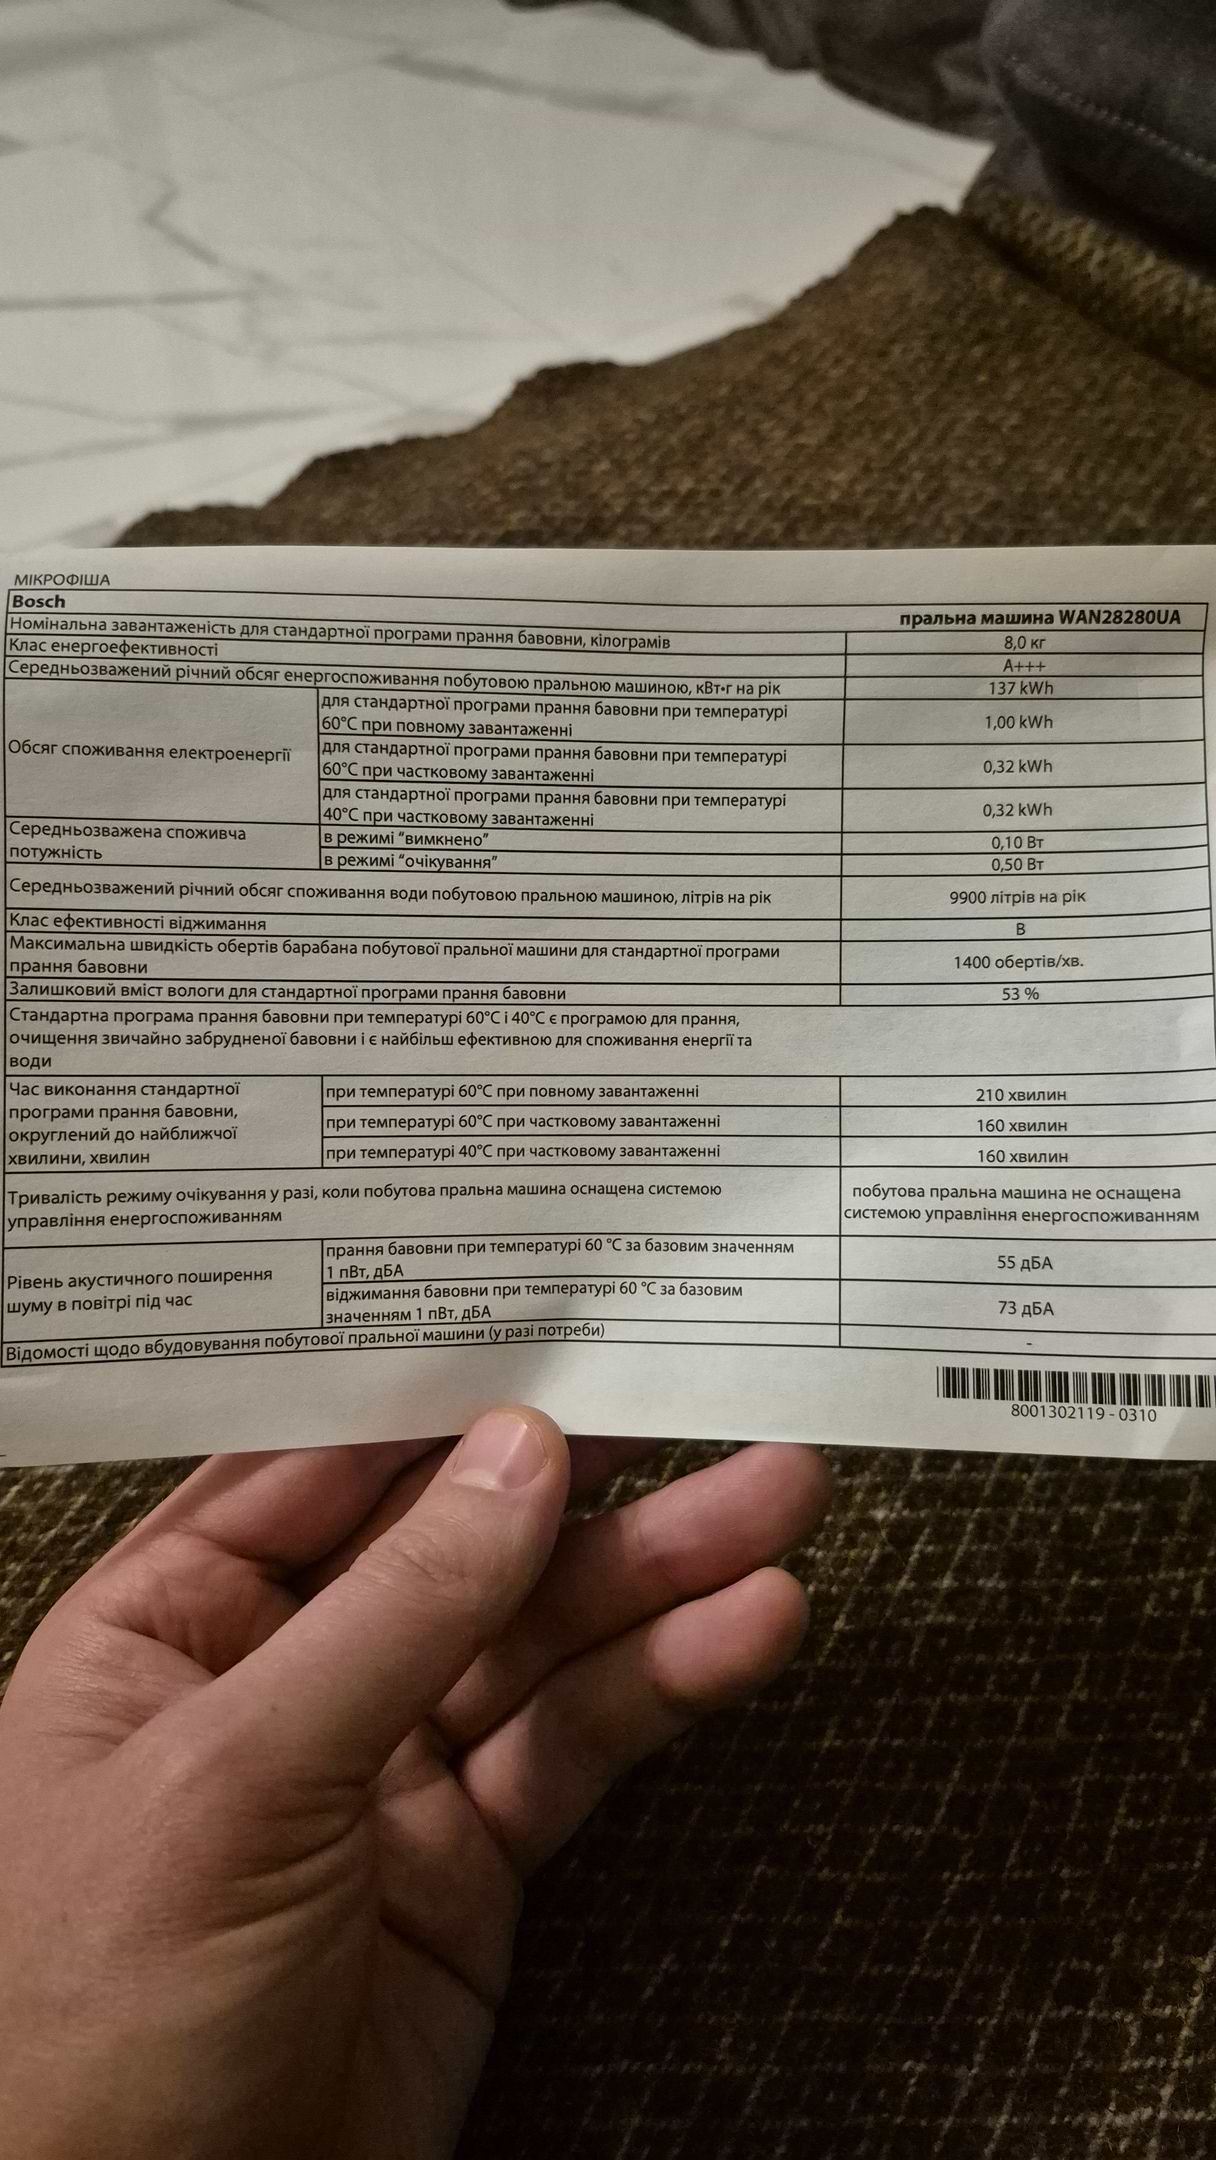 МІКРОФІША
Bosch
пральна машина WAN28280UA
Номінальна завантаженість для стандартної програми прання бавовни, кілограмів
8,0 кг
Клас енергоефективності
A+++
Середньозважений річний обсяг енергоспоживання побутовою пральною машиною, кВт•г на рік
137 kWh
Обсяг споживання електроенергії
для стандартної програми прання бавовни при температурі
60°C при повному завантаженні
1,00 kWh
для стандартної програми прання бавовни при температурі
60°C при частковому завантаженні
0,32 kWh
для стандартної програми прання бавовни при температурі
40°C при частковому завантаженні
0,32 kWh
Середньозважена споживча
потужність
в режимі “вимкнено”
0,10 Вт
в режимі “очікування”
0,50 Вт
Середньозважений річний обсяг споживання води побутовою пральною машиною, літрів на рік
9900 літрів на рік
Клас ефективності віджимання
B
Максимальна швидкість обертів барабана побутової пральної машини для стандартної програми
прання бавовни
1400 обертів/хв.
Залишковий вміст вологи для стандартної програми прання бавовни
53 %
Стандартна програма прання бавовни при температурі 60°C і 40°C є програмою для прання,
очищення звичайно забрудненої бавовни і є найбільш ефективною для споживання енергії та
води
Час виконання стандартної
програми прання бавовни,
округлений до найближчої
хвилини, хвилин
при температурі 60°C при повному завантаженні
210 хвилин
при температурі 60°C при частковому завантаженні
160 хвилин
при температурі 40°C при частковому завантаженні
160 хвилин
Тривалість режиму очікування у разі, коли побутова пральна машина оснащена системою
управління енергоспоживанням
побутова пральна машина не оснащена
системою управління енергоспоживанням
Рівень акустичного поширення
шуму в повітрі під час
прання бавовни при температурі 60 °C за базовим значенням
1 пВт, дБА
55 дБА
віджимання бавовни при температурі 60 °C за базовим
значенням 1 пВт, дБА
73 дБА
Відомості щодо вбудовування побутової пральної машини (у разі потреби)
-
8001302119 - 0310